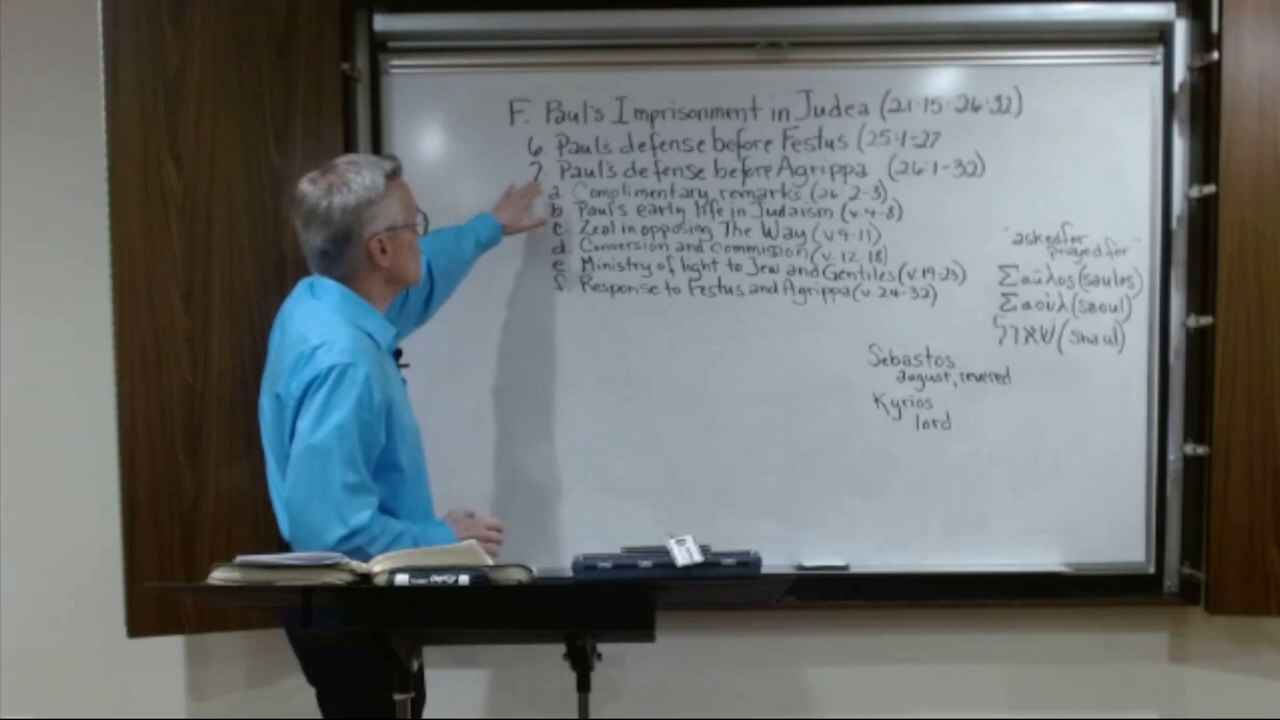 F. Paul's Imprisonment in Judea (21:15-26:32)
6. Pauls defense before Festus (25:1-27
7. Paul's defense before Agrippa (26:1-32)
a. Complimentary remarks (26:2-3)
b. Paul's early life in Judaism (v.4-8)
c. Zeal in opposing The Way (v9-11)
d. Conversion and Commission (v.12-18)
e. Ministry of light to Jew and Gentiles (v.19-23)
f. Response to Festus and Agrippa (v.24-32)
"asked for
prayed for"
Σαῦλος (saulos)
Σαούλ (saoul)
שאול (shaul)
Sebastos
august, revered
Kyrios
lord
EXPO